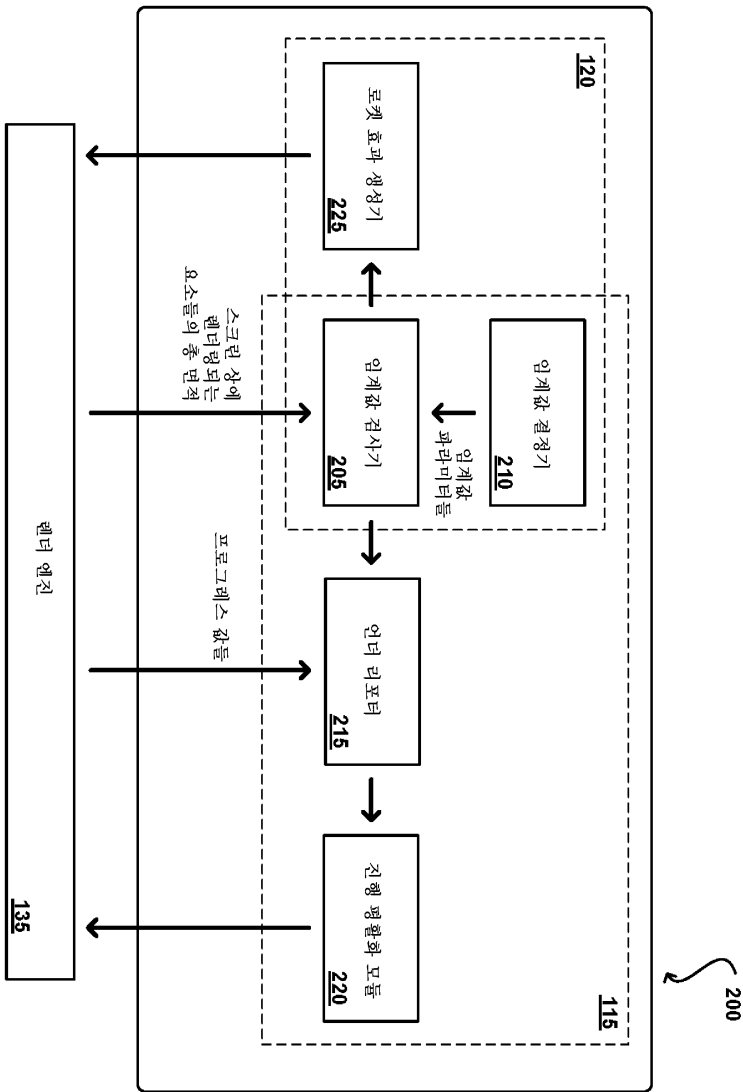 200
120
115
로켓 효과 생성기
225
임계값 검사기
205
임계값 결정기
210
임계값
파라미터들
언더 리포터
215
진행 평활화 모듈
220
스크린 상에
렌더링되는
요소들의 총 면적
프로그레스 값들
렌더 엔진
135